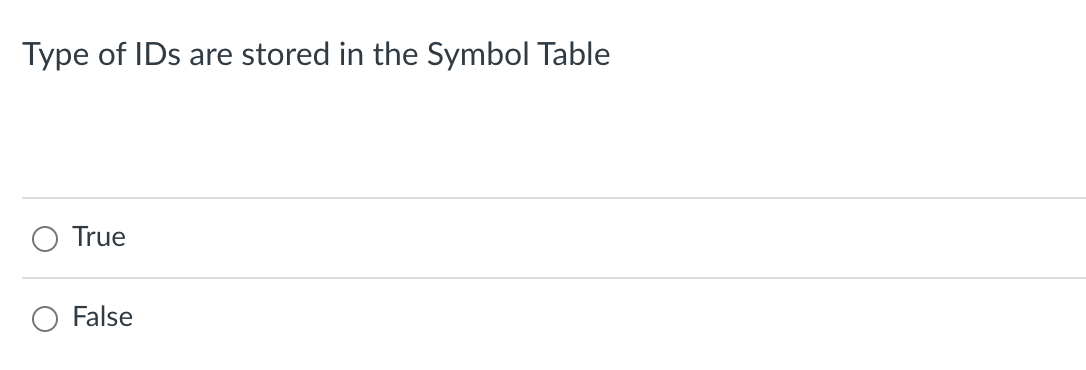 Type of IDs are stored in the Symbol Table
True
False